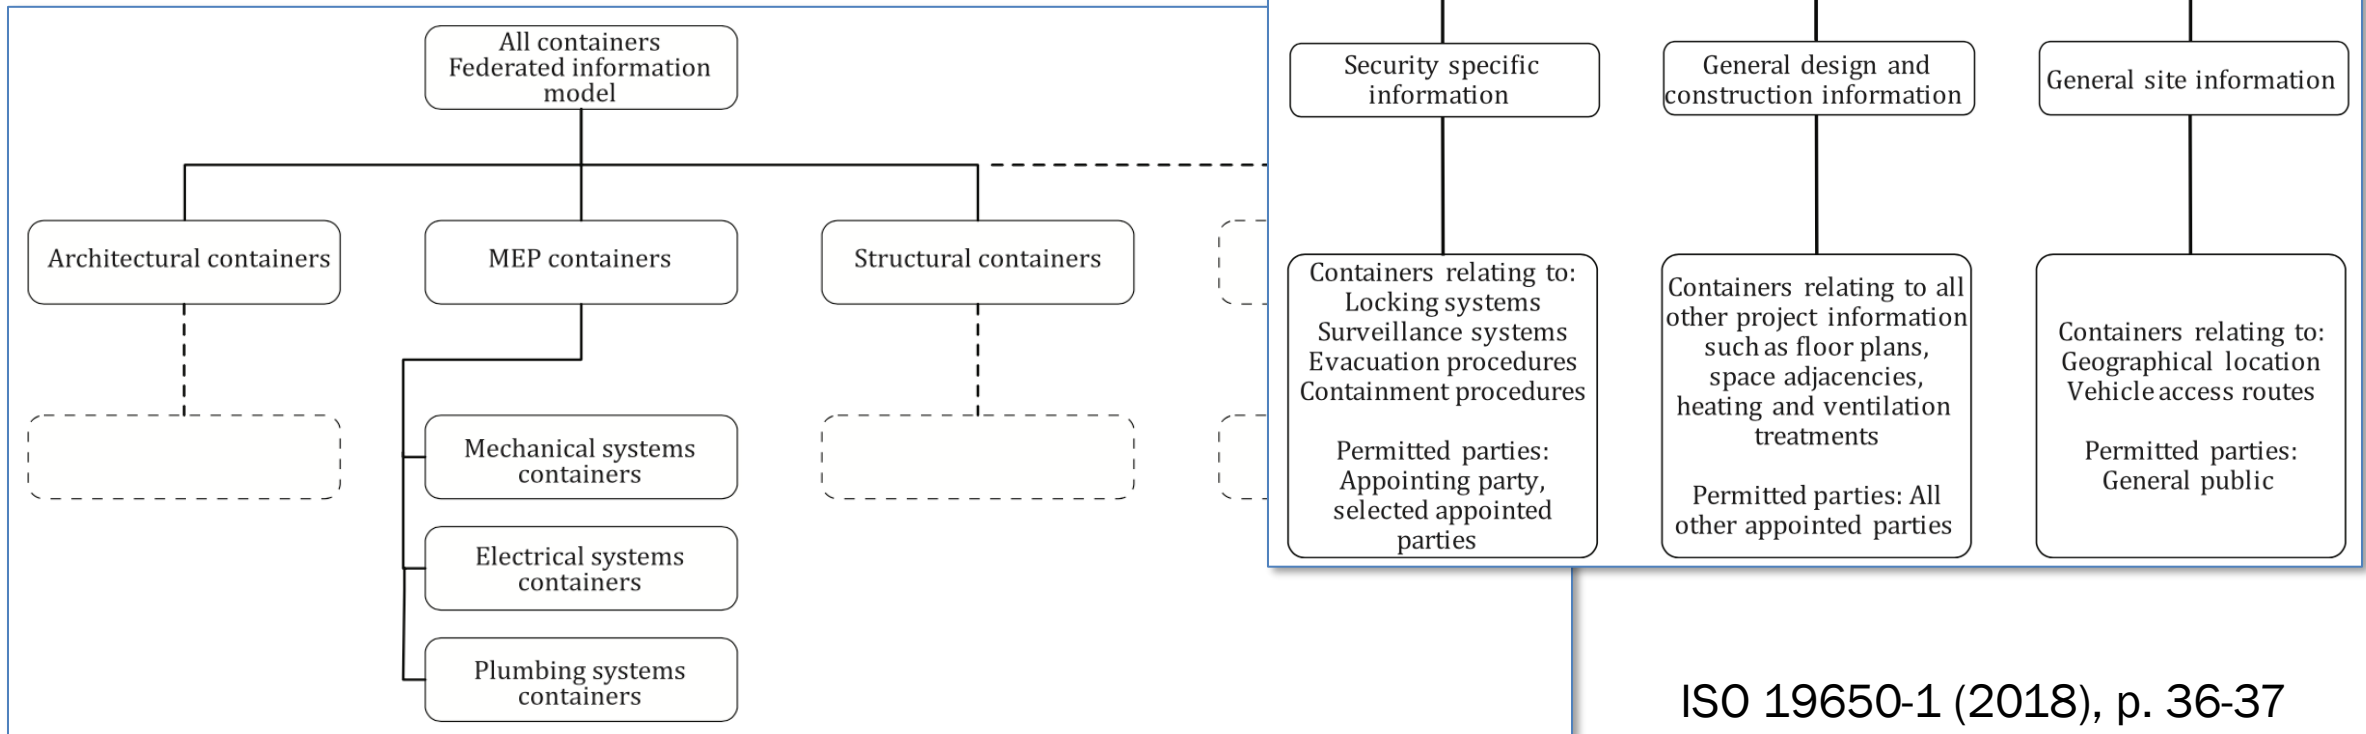 All containers
Federated information
model
Architectural containers
MEP containers
Structural containers
Mechanical systems
containers
Electrical systems
containers
Plumbing systems
containers
Security specific
information
General design and
construction information
General site information
Containers relating to:
Locking systems
Surveillance systems
Evacuation procedures
Containment procedures
Permitted parties:
Appointing party,
selected appointed
parties
Containers relating to all
other project information
such as floor plans,
space adjacencies,
heating and ventilation
treatments
Permitted parties: All
other appointed parties
Containers relating to:
Geographical location
Vehicle access routes
Permitted parties:
General public
ISO 19650-1 (2018), p. 36-37